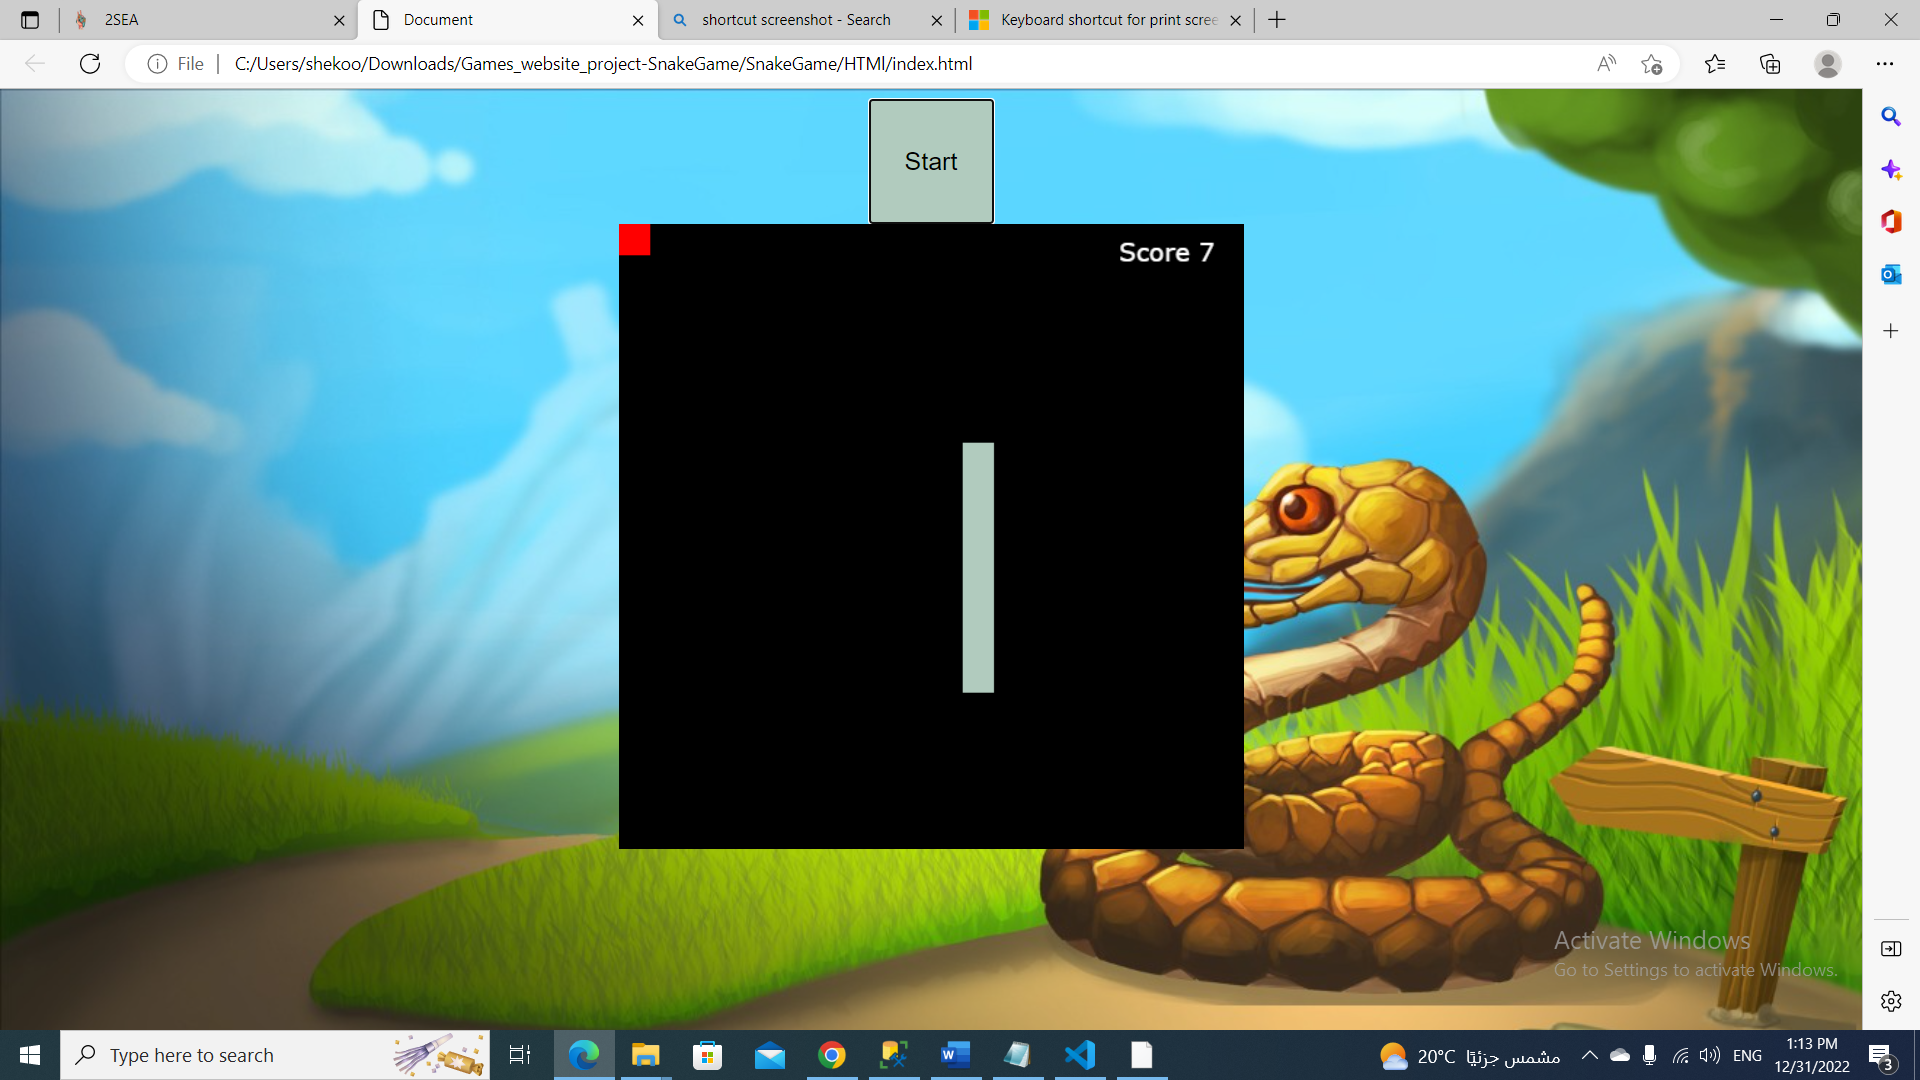 2SEA
Document
shortcut screenshot - Search
Keyboard shortcut for print scree
File
C:/Users/shekoo/Downloads/Games_website_project-SnakeGame/SnakeGame/HTMl/index.html
Start
Score 7
Activate Windows
Go to Settings to activate Windows.
Type here to search
20°C مشمس جزئيًا
ENG
1:13 PM
12/31/2022
3